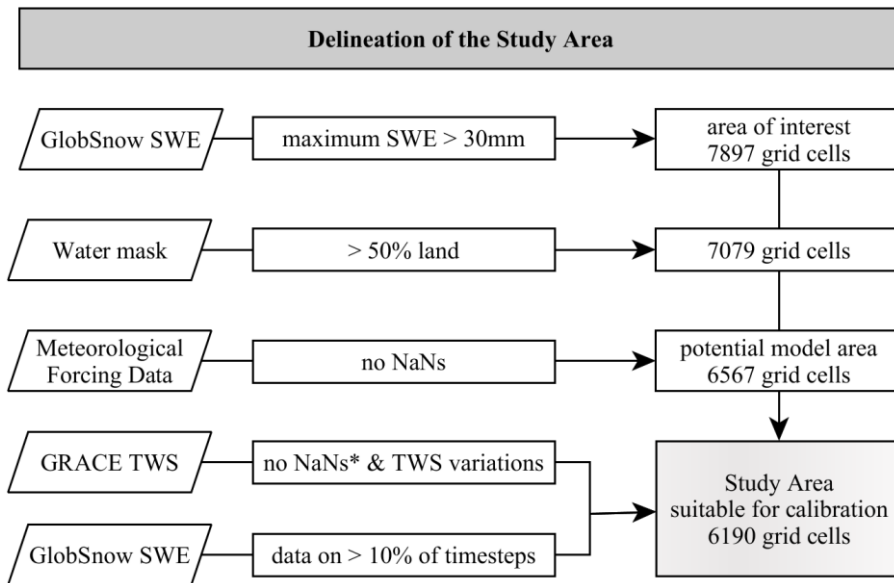 Delineation of the Study Area
GlobSnow SWE
maximum SWE > 30mm
area of interest
7897 grid cells
Water mask
> 50% land
7079 grid cells
Meteorological
Forcing Data
no NaNs
potential model area
6567 grid cells
GRACE TWS
no NaNs* & TWS variations
Study Area
suitable for calibration
6190 grid cells
GlobSnow SWE
data on > 10% of timesteps